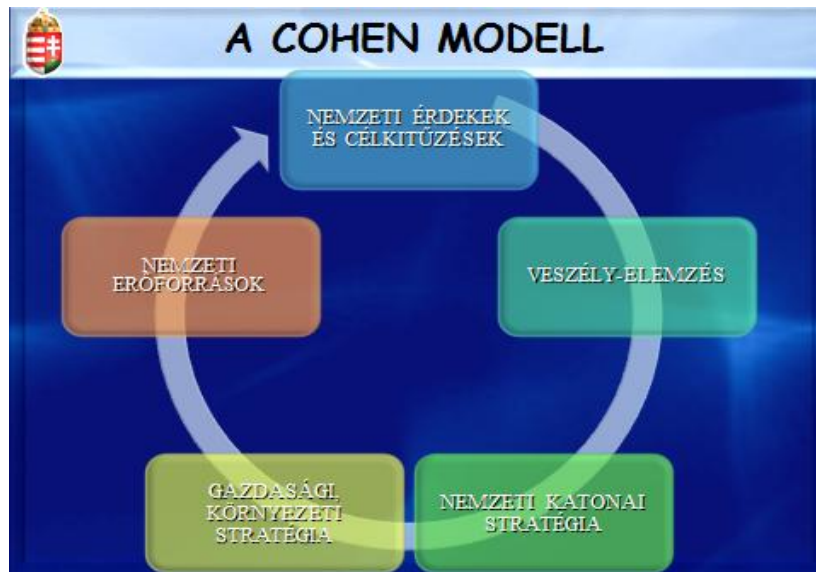 A COHEN MODELL
NEMZETI ÉRDEKEK
ÉS CÉLKITŰZÉSEK
VESZÉLY-ELEMZÉS
NEMZETI KATONAI
STRATÉGIA
GAZDASÁGI,
KÖRNYEZETI
STRATÉGIA
NEMZETI
ERŐFORRÁSOK